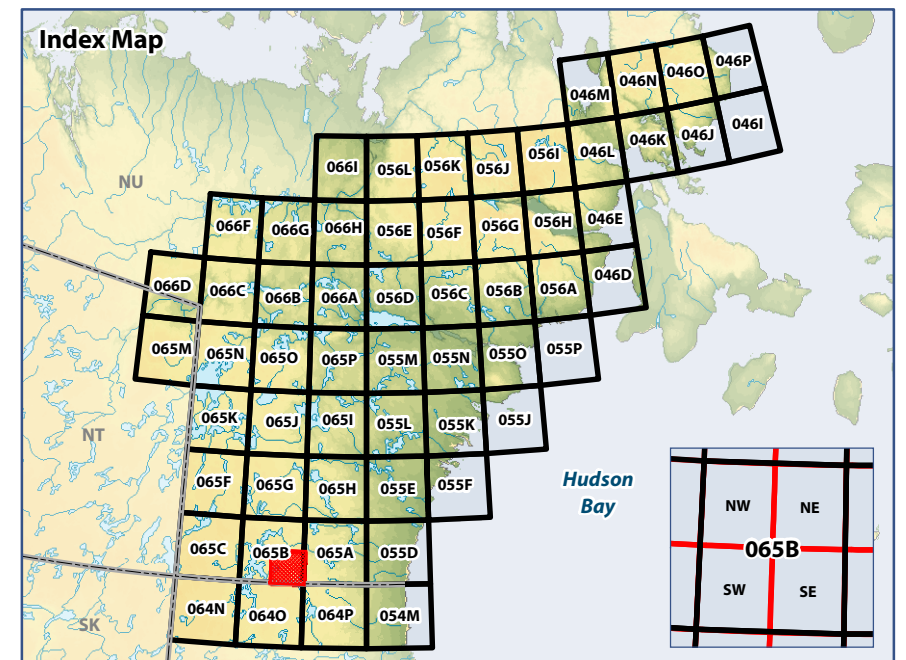 Index Map
046M 046N 046O 046P
066I 056L 056K 056J 056I 046L 046K 046J 046I
NU
066F 066G 066H 056E 056F 056G 056H 046E
066D 066C 066B 066A 056D 056C 056B 056A 046D
065M 065N 065O 065P 055M 055N 055O 055P
NT
065K 065J 065I 055L 055K 055J
065F 065G 065H 055E 055F
Hudson
Bay
065C 065B 065A 055D
SK
064N 064O 064P 054M
NW NE
065B
SW SE